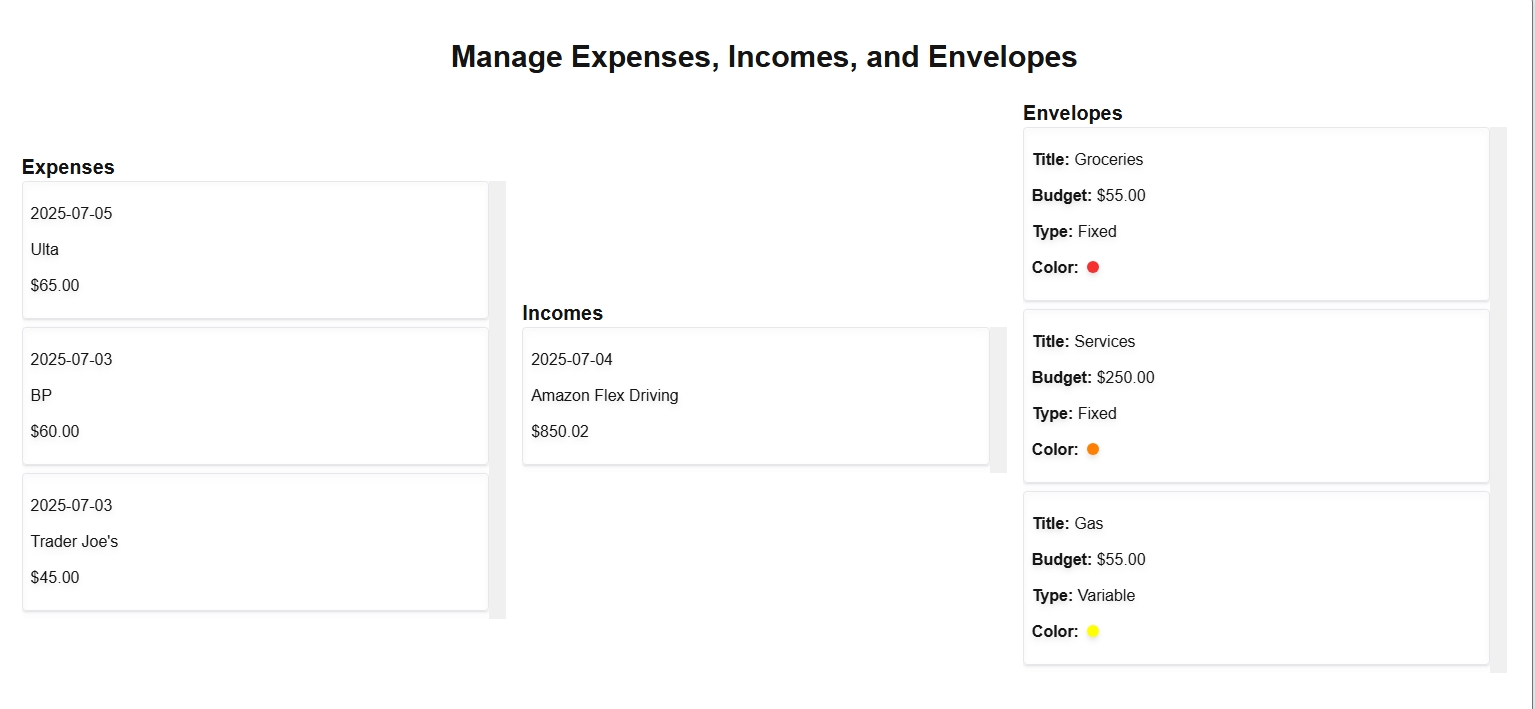 Manage Expenses, Incomes, and Envelopes
Expenses
2025-07-05
Ulta
$65.00
2025-07-03
BP
$60.00
2025-07-03
Trader Joe's
$45.00
Incomes
2025-07-04
Amazon Flex Driving
$850.02
Envelopes
Title: Groceries
Budget: $55.00
Type: Fixed
Color:
Title: Services
Budget: $250.00
Type: Fixed
Color:
Title: Gas
Budget: $55.00
Type: Variable
Color: